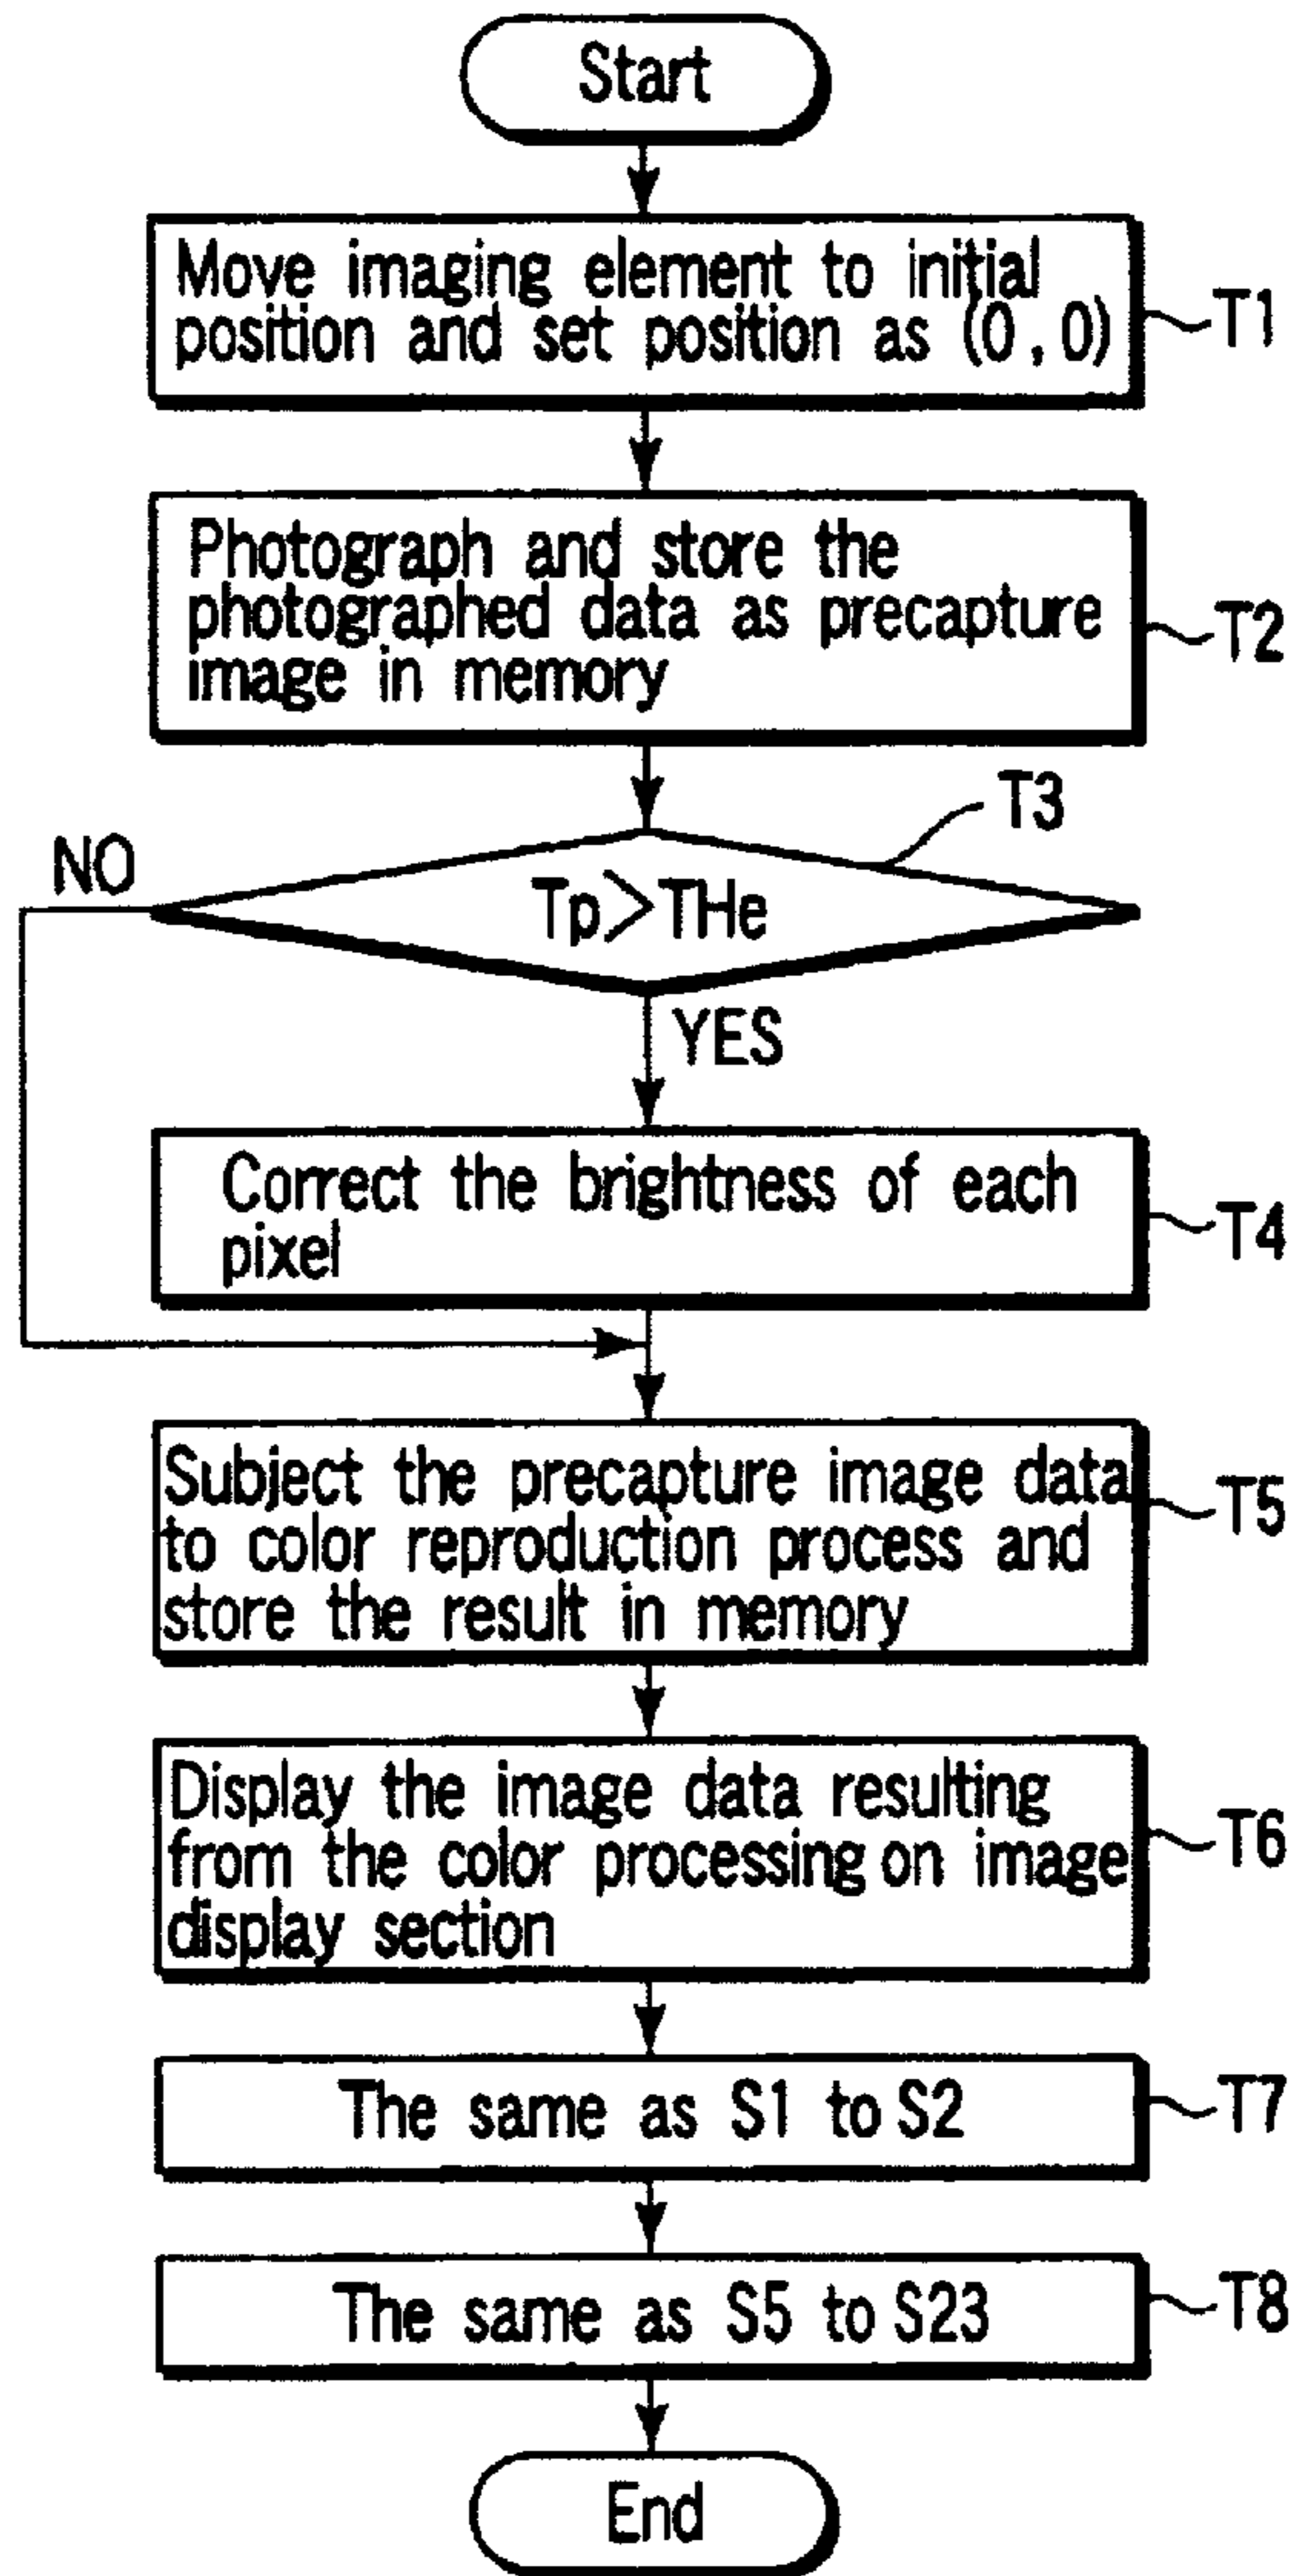 Start
Move imaging element to initial
position and set position as (0,0)
T1
Photograph and store the
photographed data as precapture
image in memory
T2
T3
NO
Tp>THe
YES
Correct the brightness of each
pixel
T4
Subject the precapture image data
to color reproduction process and
store the result in memory
T5
Display the image data resulting
from the color processing on image
display section
T6
The same as S1 to S2
T7
The same as S5 to S23
T8
End